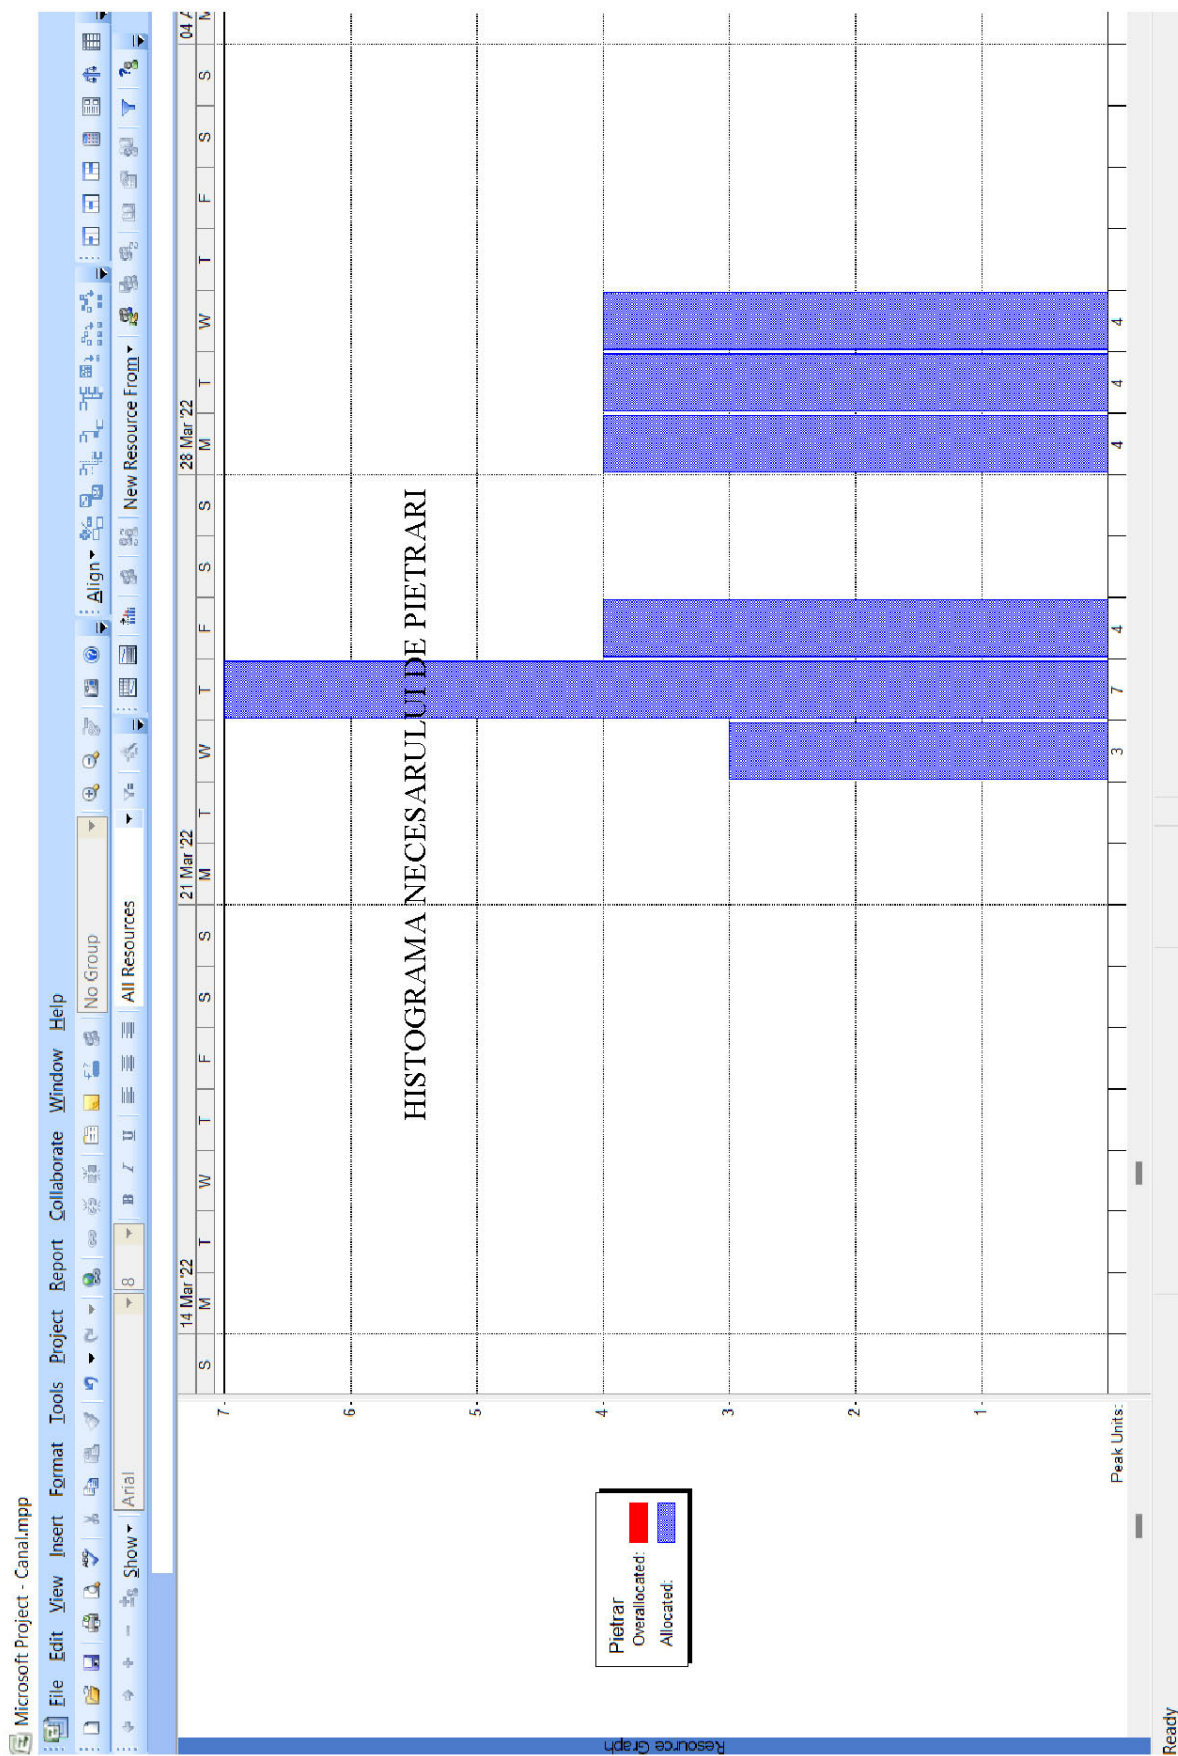 Microsoft Project - Canal.mpp
File Edit View Insert Format Tools Project Report Collaborate Window Help
No Group
Align
Show Arial 8 B I U All Resources
New Resource From
14 Mar '22 21 Mar '22 28 Mar '22 04 A
S M T W T F S S M T W T F S S M T W T F S S M
Pietrar
Overallocated:
Allocated:
7
6
HISTOGRAMA NECESARULUI DE PIETRARI
5
4
3
2
1
Peak Units: 3 7 4 4 4 4
Resource Graph
Ready